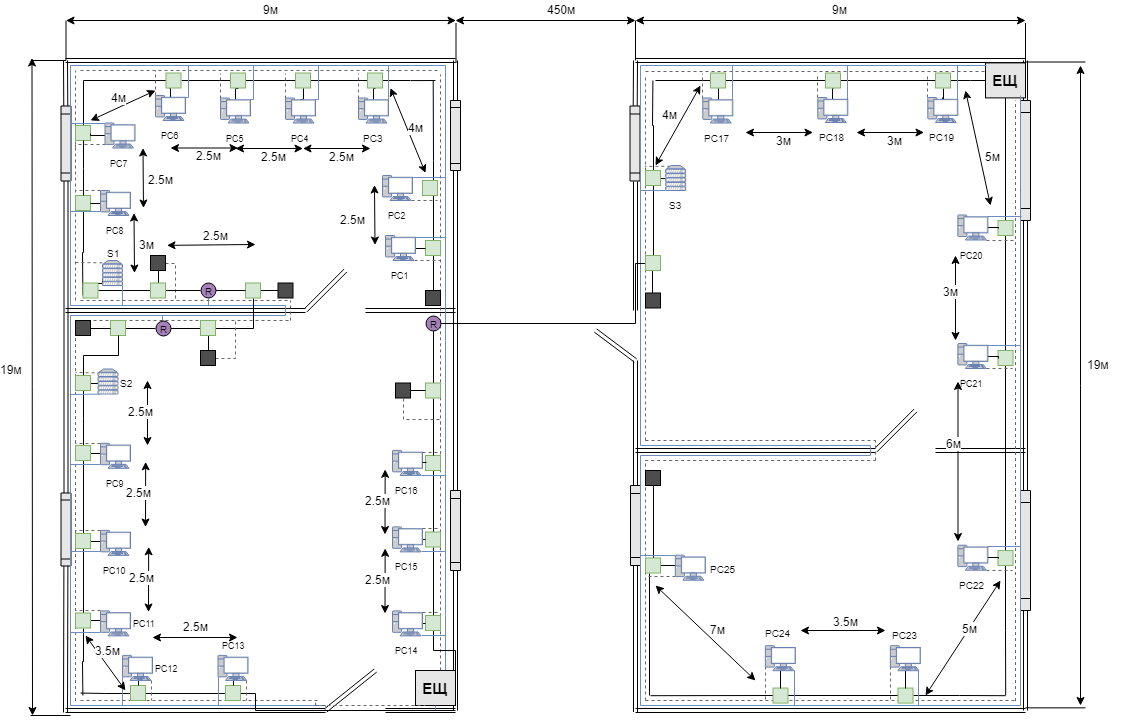 9м
450м
9м
ЕЩ
4м
PC6
PC5
PC4
PC3
4м
4м
PC17
PC18
PC19
3м
3м
PC7
2.5м
2.5м
2.5м
5м
2.5м
PC2
S3
PC8
2.5м
2.5м
3м
S1
PC20
PC1
R
3м
R
R
19м
19м
S2
PC21
2.5м
6м
PC9
2.5м
PC16
2.5м
PC10
PC15
PC25
PC22
2.5м
2.5м
PC11
2.5м
PC14
3.5м
7м
5м
PC13
PC24
PC23
3.5м
PC12
ЕЩ